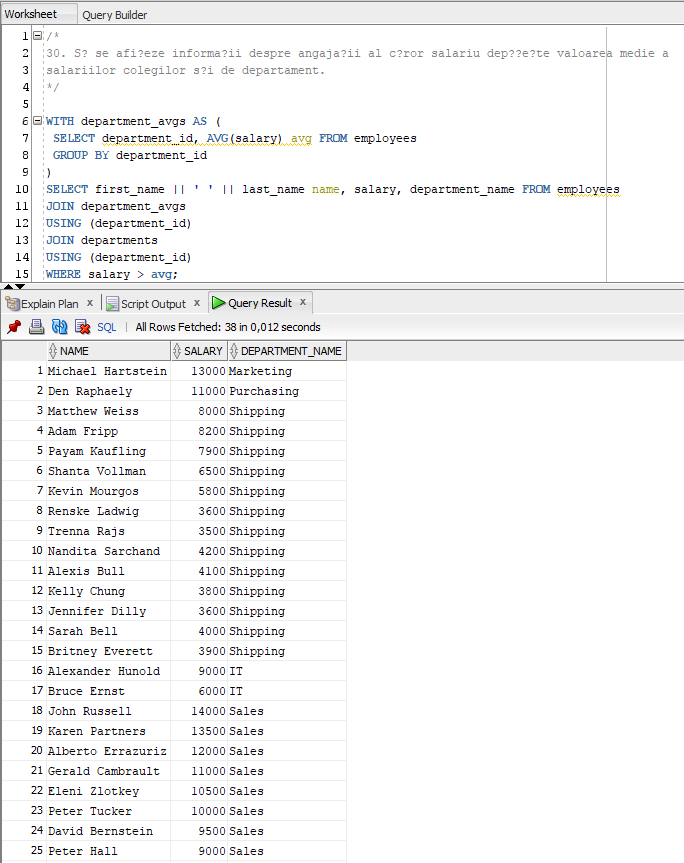 Worksheet Query Builder
1 /*
2 30. S? se afi?eze informa?ii despre angaja?ii al c?ror salariu dep??e?te valoarea medie a
3 salariilor colegilor s?i de departament.
4 */
5
6 WITH department_avgs AS (
7 SELECT department_id, AVG(salary) avg FROM employees
8 GROUP BY department_id
9 )
10 SELECT first_name || ' ' || last_name name, salary, department_name FROM employees
11 JOIN department_avgs
12 USING (department_id)
13 JOIN departments
14 USING (department_id)
15 WHERE salary > avg;
Explain Plan x Script Output x Query Result x
SQL | All Rows Fetched: 38 in 0,012 seconds
NAME SALARY DEPARTMENT_NAME
1 Michael Hartstein 13000 Marketing
2 Den Raphaely 11000 Purchasing
3 Matthew Weiss 8000 Shipping
4 Adam Fripp 8200 Shipping
5 Payam Kaufling 7900 Shipping
6 Shanta Vollman 6500 Shipping
7 Kevin Mourgos 5800 Shipping
8 Renske Ladwig 3600 Shipping
9 Trenna Rajs 3500 Shipping
10 Nandita Sarchand 4200 Shipping
11 Alexis Bull 4100 Shipping
12 Kelly Chung 3800 Shipping
13 Jennifer Dilly 3600 Shipping
14 Sarah Bell 4000 Shipping
15 Britney Everett 3900 Shipping
16 Alexander Hunold 9000 IT
17 Bruce Ernst 6000 IT
18 John Russell 14000 Sales
19 Karen Partners 13500 Sales
20 Alberto Errazuriz 12000 Sales
21 Gerald Cambrault 11000 Sales
22 Eleni Zlotkey 10500 Sales
23 Peter Tucker 10000 Sales
24 David Bernstein 9500 Sales
25 Peter Hall 9000 Sales